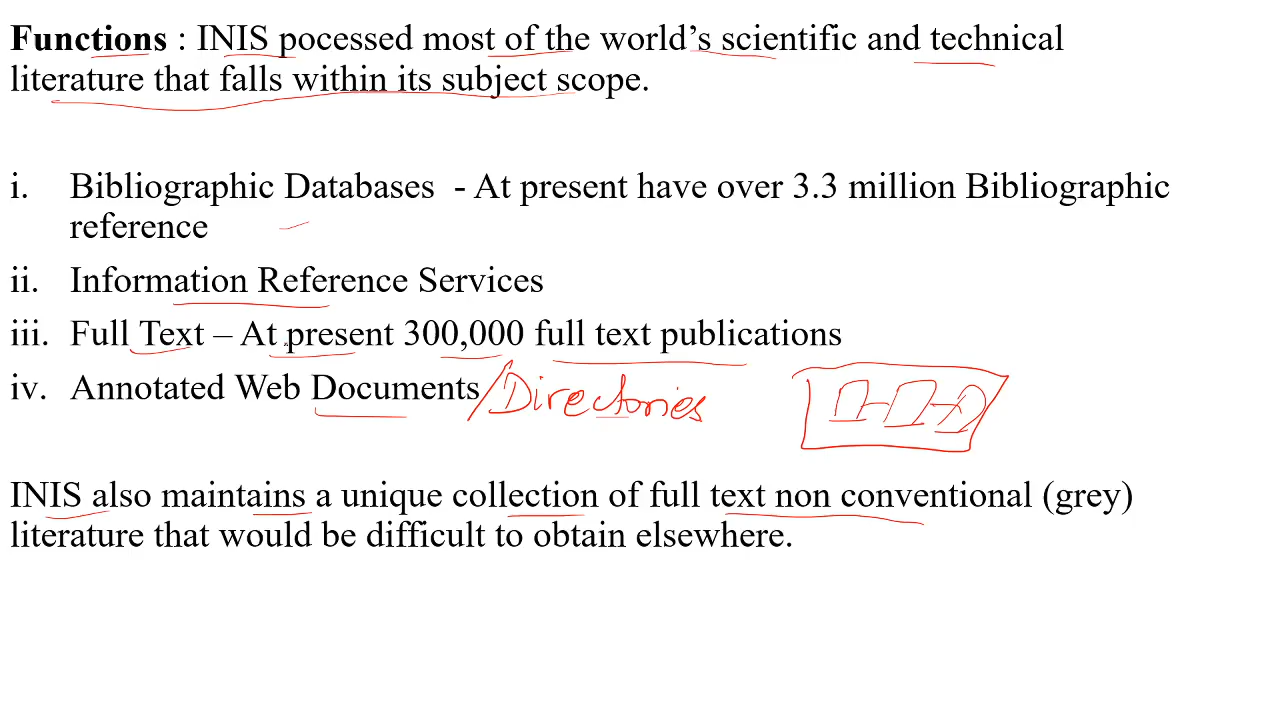 Functions : INIS pocessed most of the world's scientific and technical
literature that falls within its subject scope.
i. Bibliographic Databases - At present have over 3.3 million Bibliographic
reference
ii. Information Reference Services
iii. Full Text – At present 300,000 full text publications
iv. Annotated Web Documents /Directories
INIS also maintains a unique collection of full text non conventional (grey)
literature that would be difficult to obtain elsewhere.